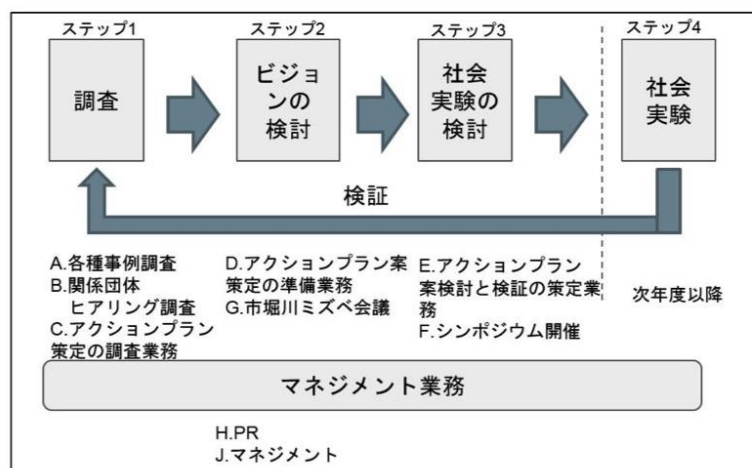 ステップ1
ステップ2
ステップ3
ステップ4
調査
ビジョ
ンの
検討
社会
実験の
検討
社会
実験
検証
A.各種事例調査
B.関係団体
ヒアリング調査
C.アクションプラン
策定の調査業務
D.アクションプラン案
策定の準備業務
G.市堀川ミズベ会議
E.アクションプラン
案検討と検証の策定業
務
F.シンポジウム開催
次年度以降
マネジメント業務
H.PR
J.マネジメント